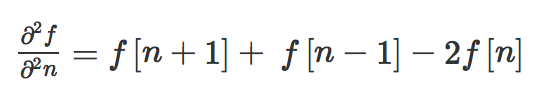 ∂²f/∂²n = f[n + 1] + f[n − 1] − 2f[n]